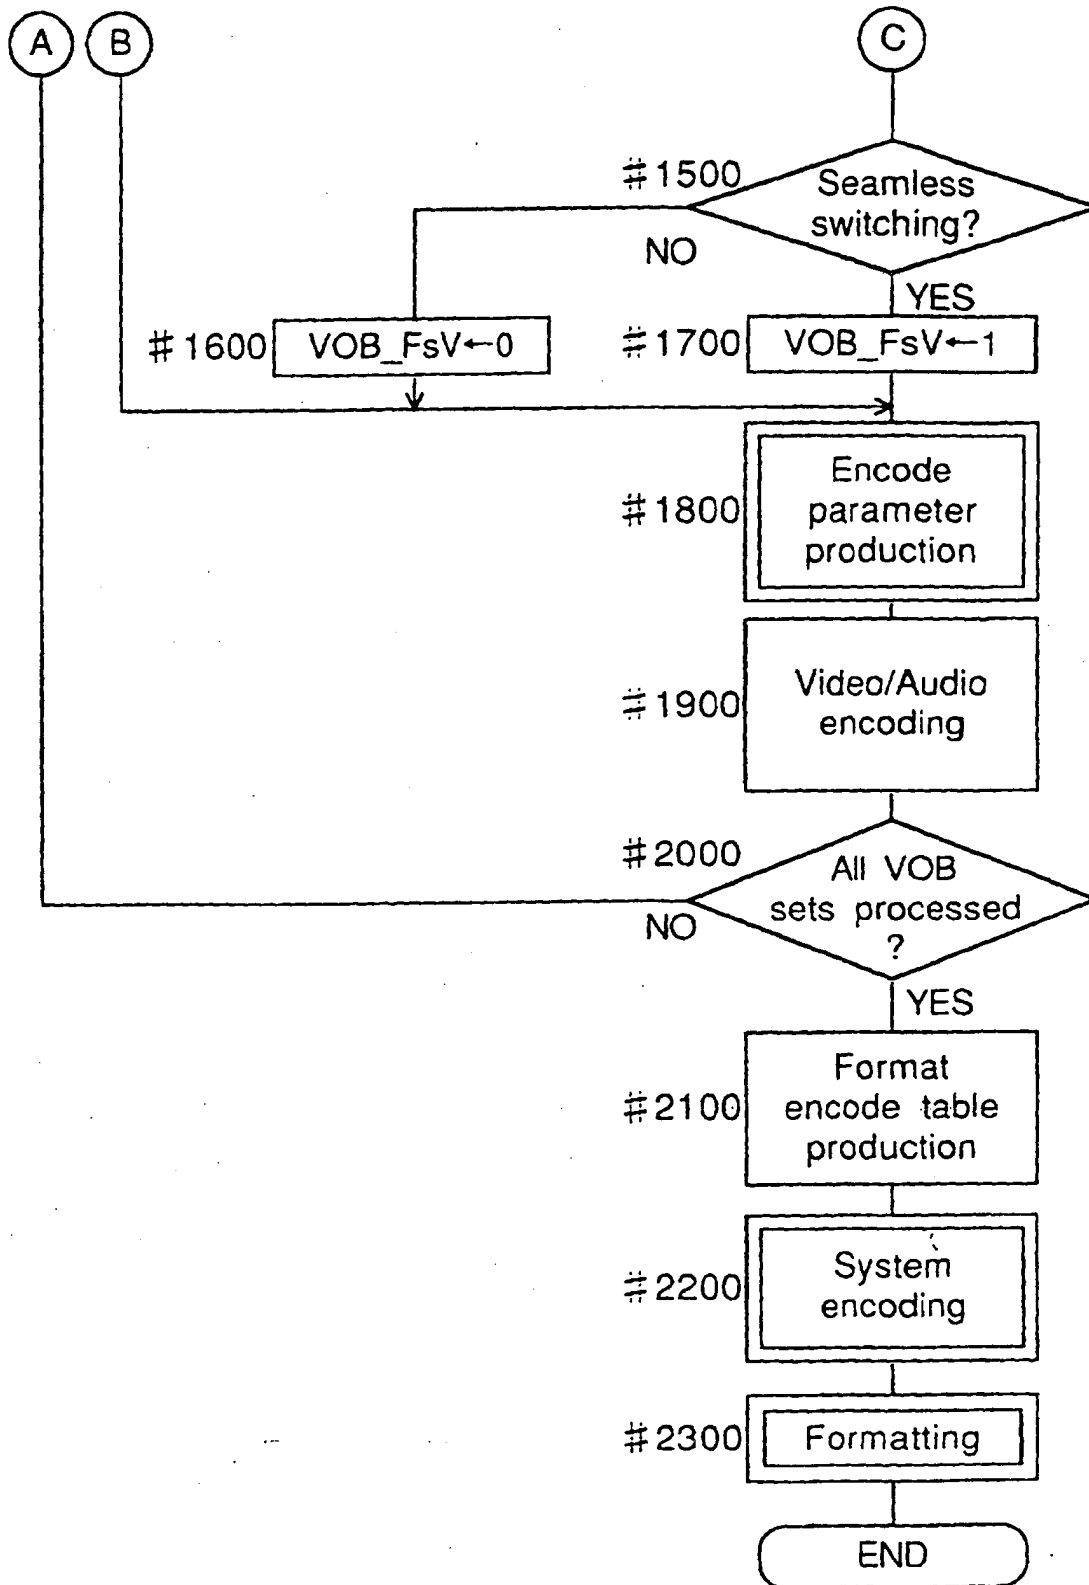 A B C
#1500 Seamless
switching?
NO
YES
#1600 VOB_FsV←0 #1700 VOB_FsV←1
Encode
#1800 parameter
production
#1900 Video/Audio
encoding
#2000 All VOB
sets processed
NO ?
YES
Format
#2100 encode table
production
#2200 System
encoding
#2300 Formatting
END